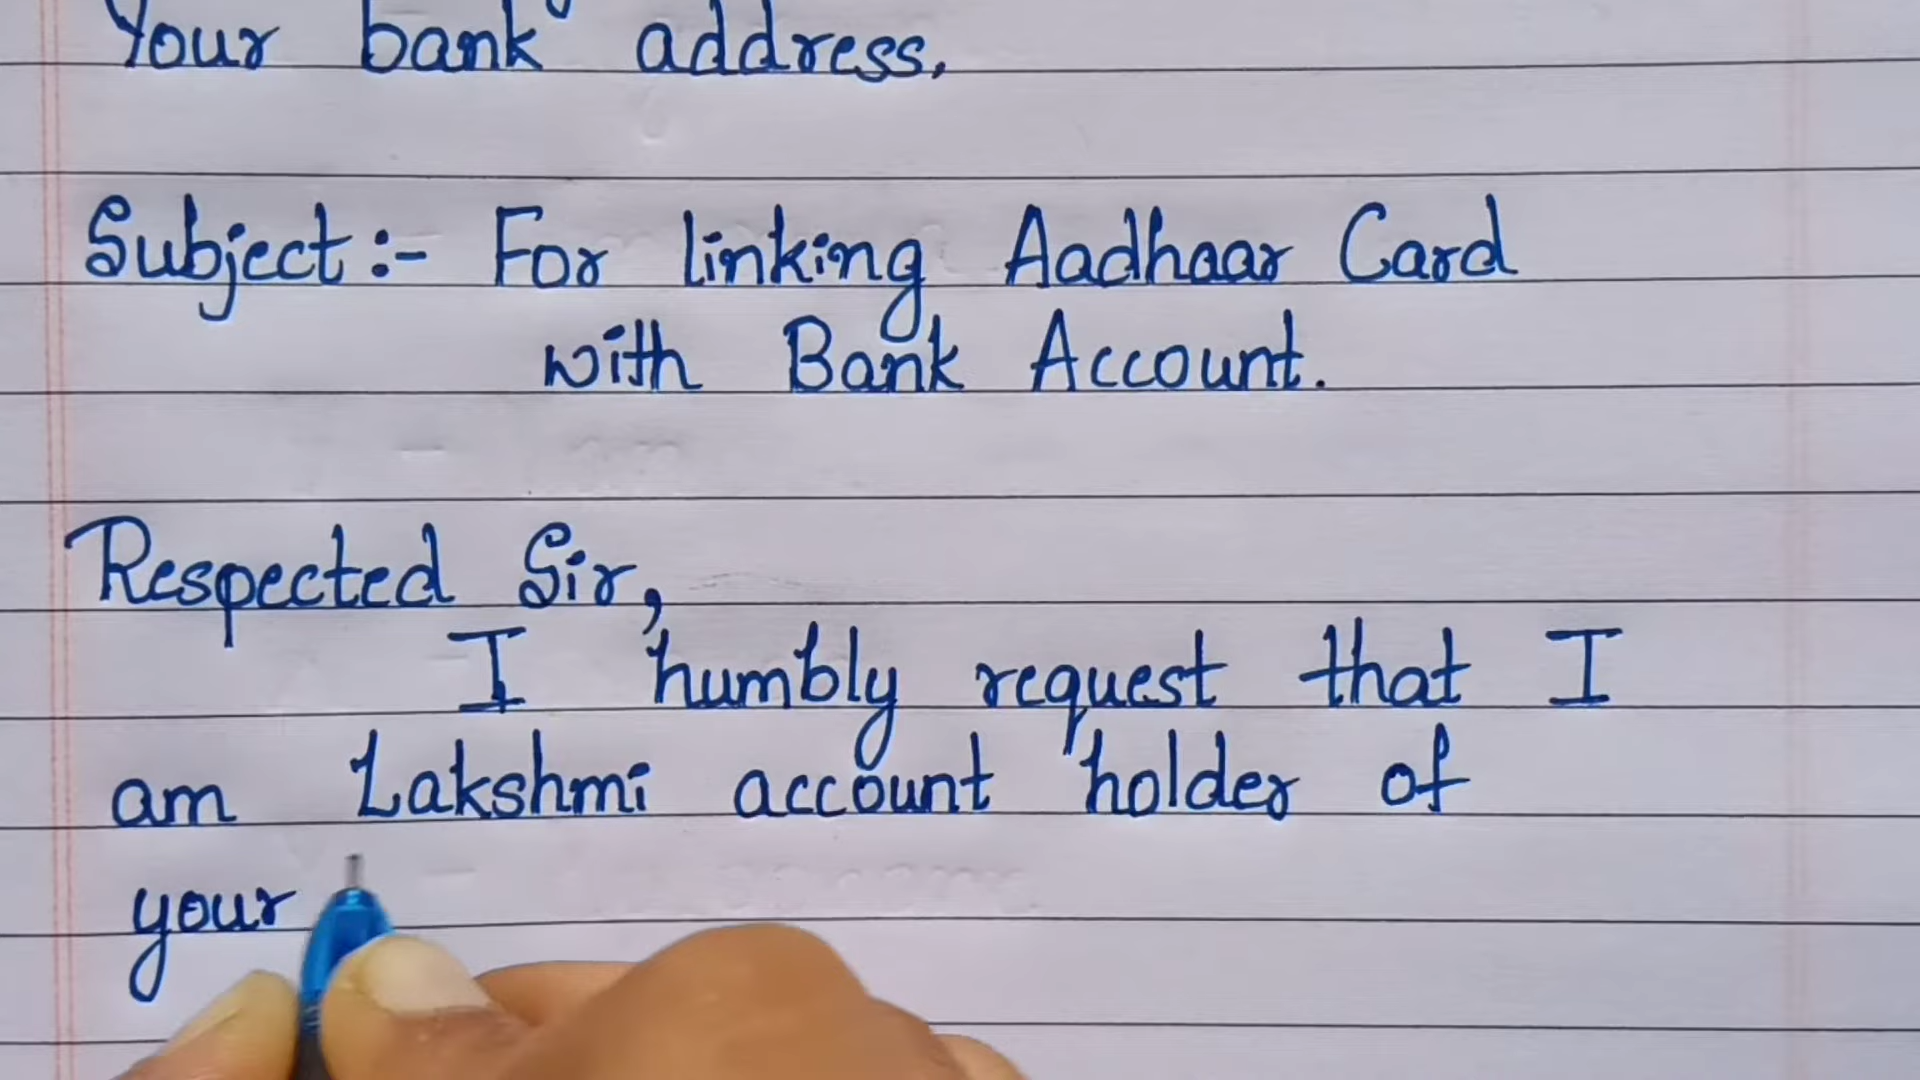 Your bank address,
Subject:- For linking Aadhaar Card
with Bank Account.
Respected Sir,
I humbly request that I
am Lakshmi account holder of
your